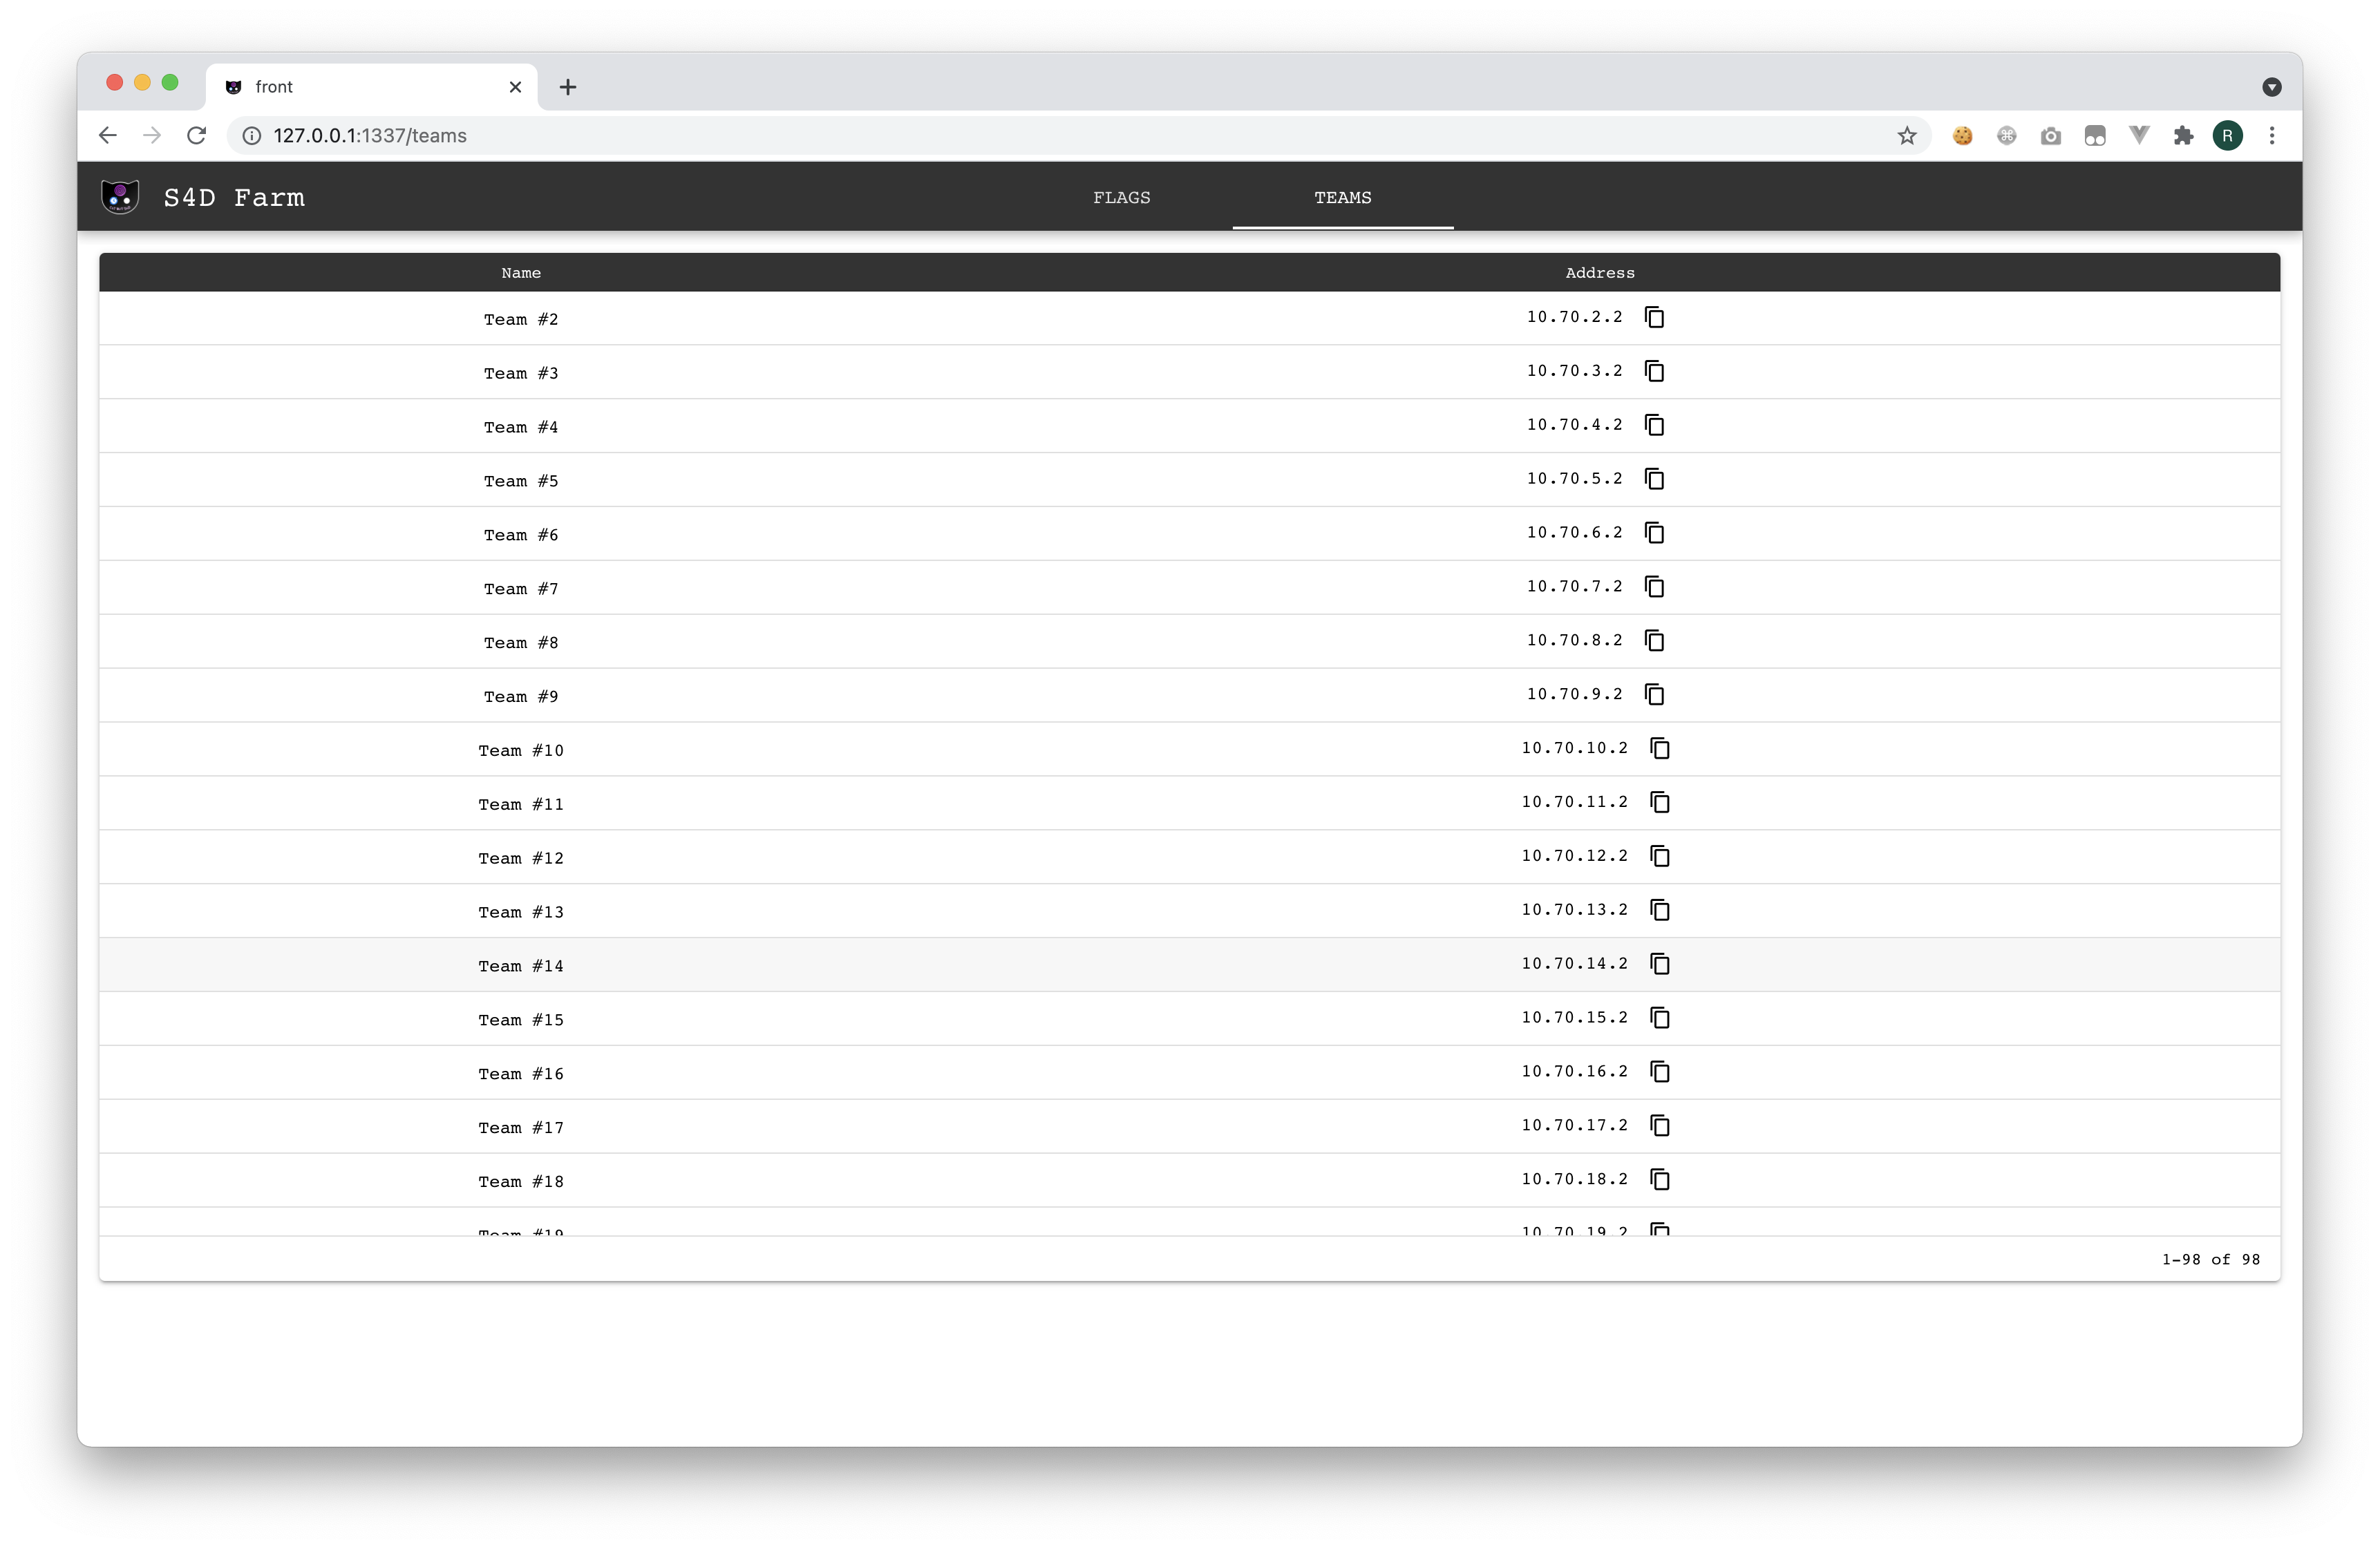 front
127.0.0.1:1337/teams
R
S4D Farm FLAGS TEAMS
Name Address
Team #2 10.70.2.2
Team #3 10.70.3.2
Team #4 10.70.4.2
Team #5 10.70.5.2
Team #6 10.70.6.2
Team #7 10.70.7.2
Team #8 10.70.8.2
Team #9 10.70.9.2
Team #10 10.70.10.2
Team #11 10.70.11.2
Team #12 10.70.12.2
Team #13 10.70.13.2
Team #14 10.70.14.2
Team #15 10.70.15.2
Team #16 10.70.16.2
Team #17 10.70.17.2
Team #18 10.70.18.2
Team #19 10.70.19.2
1-98 of 98